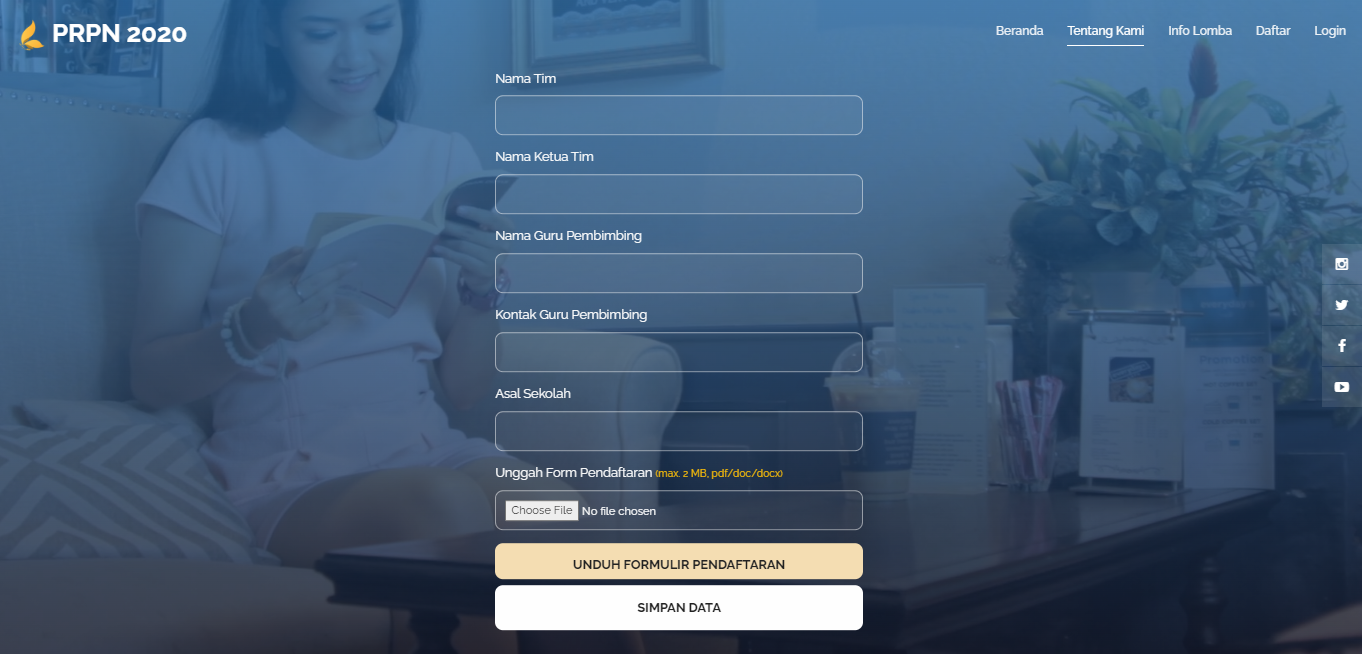 PRPN 2020
Beranda
Tentang Kami
Info Lomba
Daftar
Login
Nama Tim
Nama Ketua Tim
Nama Guru Pembimbing
Kontak Guru Pembimbing
Asal Sekolah
Unggah Form Pendaftaran (max. 2 MB, pdf/doc/docx)
Choose File No file chosen
UNDUH FORMULIR PENDAFTARAN
SIMPAN DATA